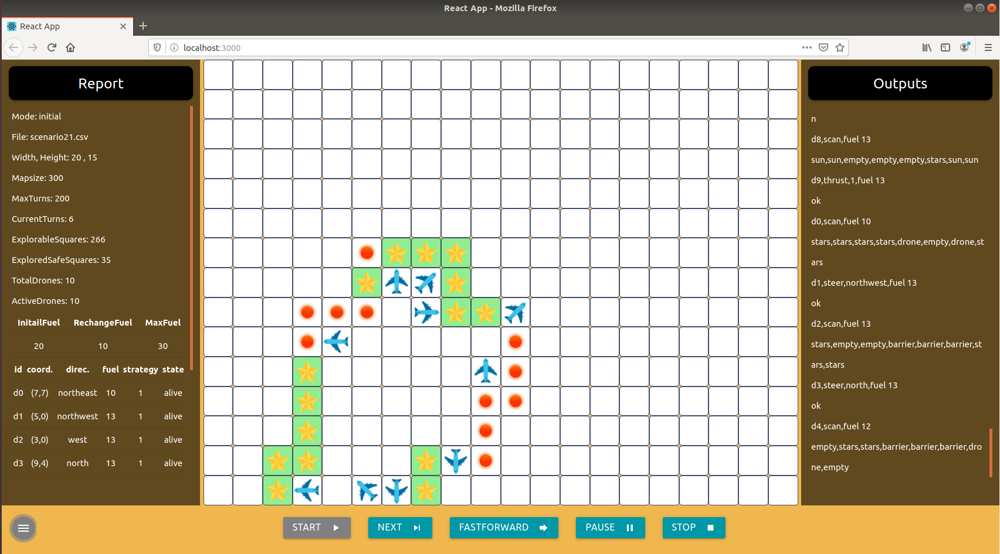 React App - Mozilla Firefox
React App
localhost:3000
Report
Mode: initial
File: scenario21.csv
Width, Height: 20 , 15
Mapsize: 300
MaxTurns: 200
CurrentTurns: 6
ExplorableSquares: 266
ExploredSafeSquares: 35
TotalDrones: 10
ActiveDrones: 10
InitailFuel RechangeFuel MaxFuel
20 10 30
id coord. direc. fuel strategy state
d0 (7,7) northeast 10 1 alive
d1 (5,0) northwest 13 1 alive
d2 (3,0) west 13 1 alive
d3 (9,4) north 13 1 alive
Outputs
n
d8,scan,fuel 13
sun,sun,empty,empty,empty,stars,sun,sun
d9,thrust,1,fuel 13
ok
d0,scan,fuel 10
stars,stars,stars,stars,drone,empty,drone,st
ars
d1,steer,northwest,fuel 13
ok
d2,scan,fuel 13
stars,empty,empty,barrier,barrier,barrier,st
ars,stars
d3,steer,north,fuel 13
ok
d4,scan,fuel 12
empty,stars,stars,barrier,barrier,barrier,dro
ne,empty
START
NEXT
FASTFORWARD
PAUSE
STOP